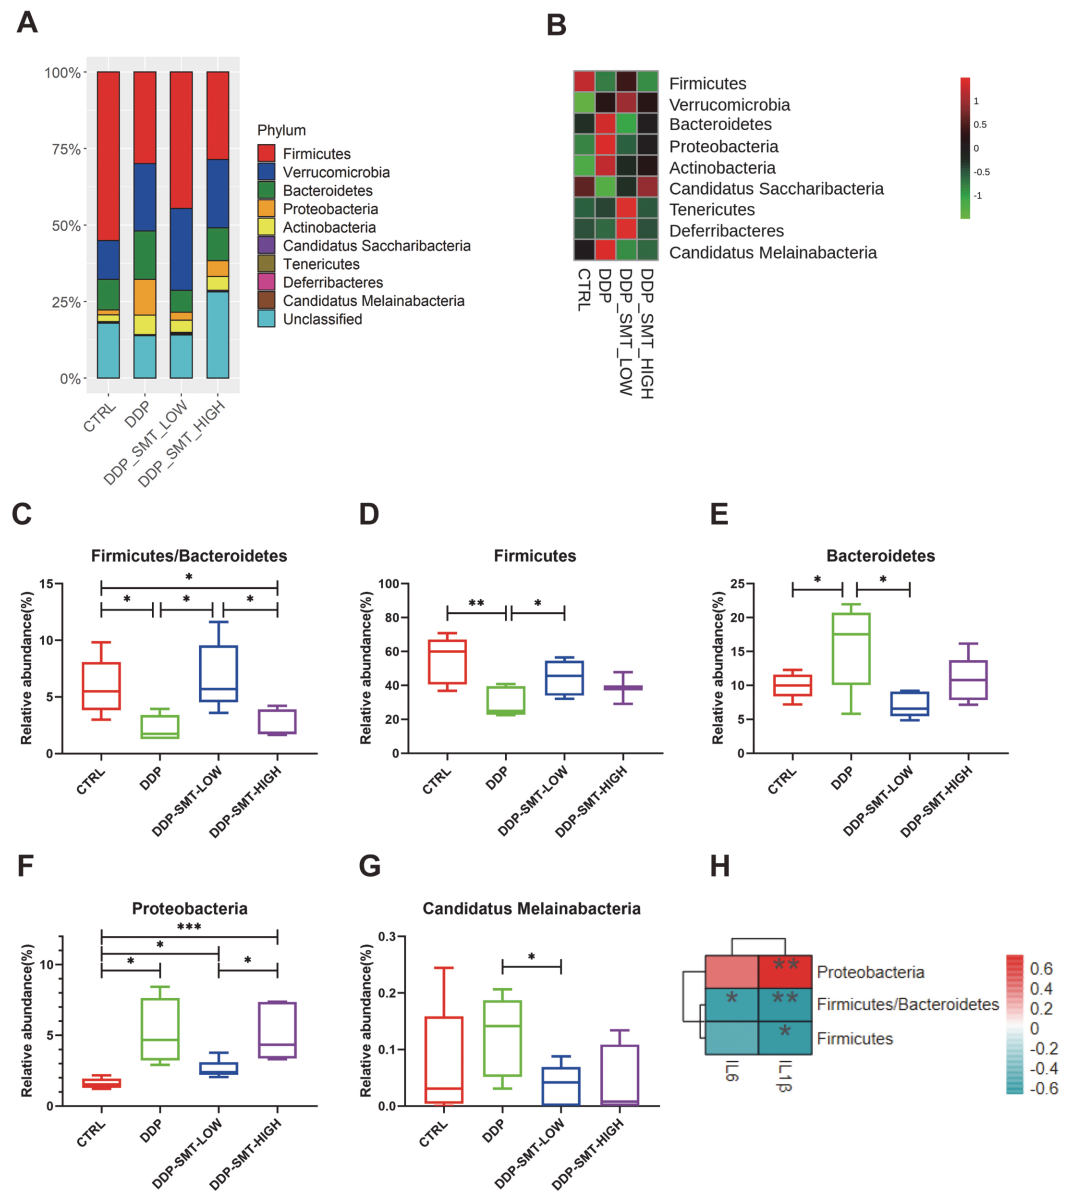 A
100%
75%
50%
25%
0%
CTRL
DDP
DDP_SMT_LOW
DDP_SMT_HIGH
Phylum
Firmicutes
Verrucomicrobia
Bacteroidetes
Proteobacteria
Actinobacteria
Candidatus Saccharibacteria
Tenericutes
Deferribacteres
Candidatus Melainabacteria
Unclassified
B
Firmicutes
Verrucomicrobia
Bacteroidetes
Proteobacteria
Actinobacteria
Candidatus Saccharibacteria
Tenericutes
Deferribacteres
Candidatus Melainabacteria
CTRL
DDP
DDP_SMT_LOW
DDP_SMT_HIGH
1
0.5
0
-0.5
-1
C
Firmicutes/Bacteroidetes
Relative abundance(%)
15
10
5
0
*
* * *
CTRL
DDP
DDP-SMT-LOW
DDP-SMT-HIGH
D
Firmicutes
Relative abundance(%)
100
80
60
40
20
0
** *
CTRL
DDP
DDP-SMT-LOW
DDP-SMT-HIGH
E
Bacteroidetes
Relative abundance(%)
25
20
15
10
5
0
* *
CTRL
DDP
DDP-SMT-LOW
DDP-SMT-HIGH
F
Proteobacteria
Relative abundance(%)
10
5
0
***
*
* *
CTRL
DDP
DDP-SMT-LOW
DDP-SMT-HIGH
G
Candidatus Melainabacteria
Relative abundance(%)
0.3
0.2
0.1
0.0
*
CTRL
DDP
DDP-SMT-LOW
DDP-SMT-HIGH
H
** Proteobacteria
* ** Firmicutes/Bacteroidetes
* Firmicutes
IL6
IL1β
0.6
0.4
0.2
0
-0.2
-0.4
-0.6